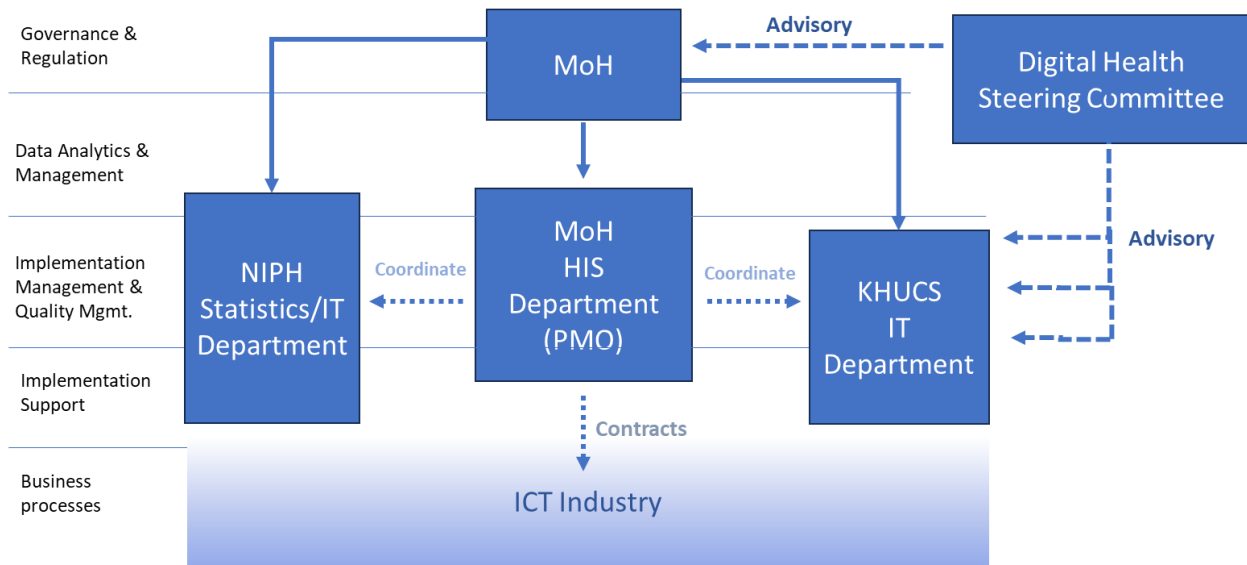 Governance &
Regulation
MoH
Advisory
Digital Health
Steering Committee
Data Analytics &
Management
Implementation
Management &
Quality Mgmt.
NIPH
Statistics/IT
Department
Coordinate
MoH
HIS
Department
(PMO)
Coordinate
KHUCS
IT
Department
Advisory
Implementation
Support
Contracts
Business
processes
ICT Industry